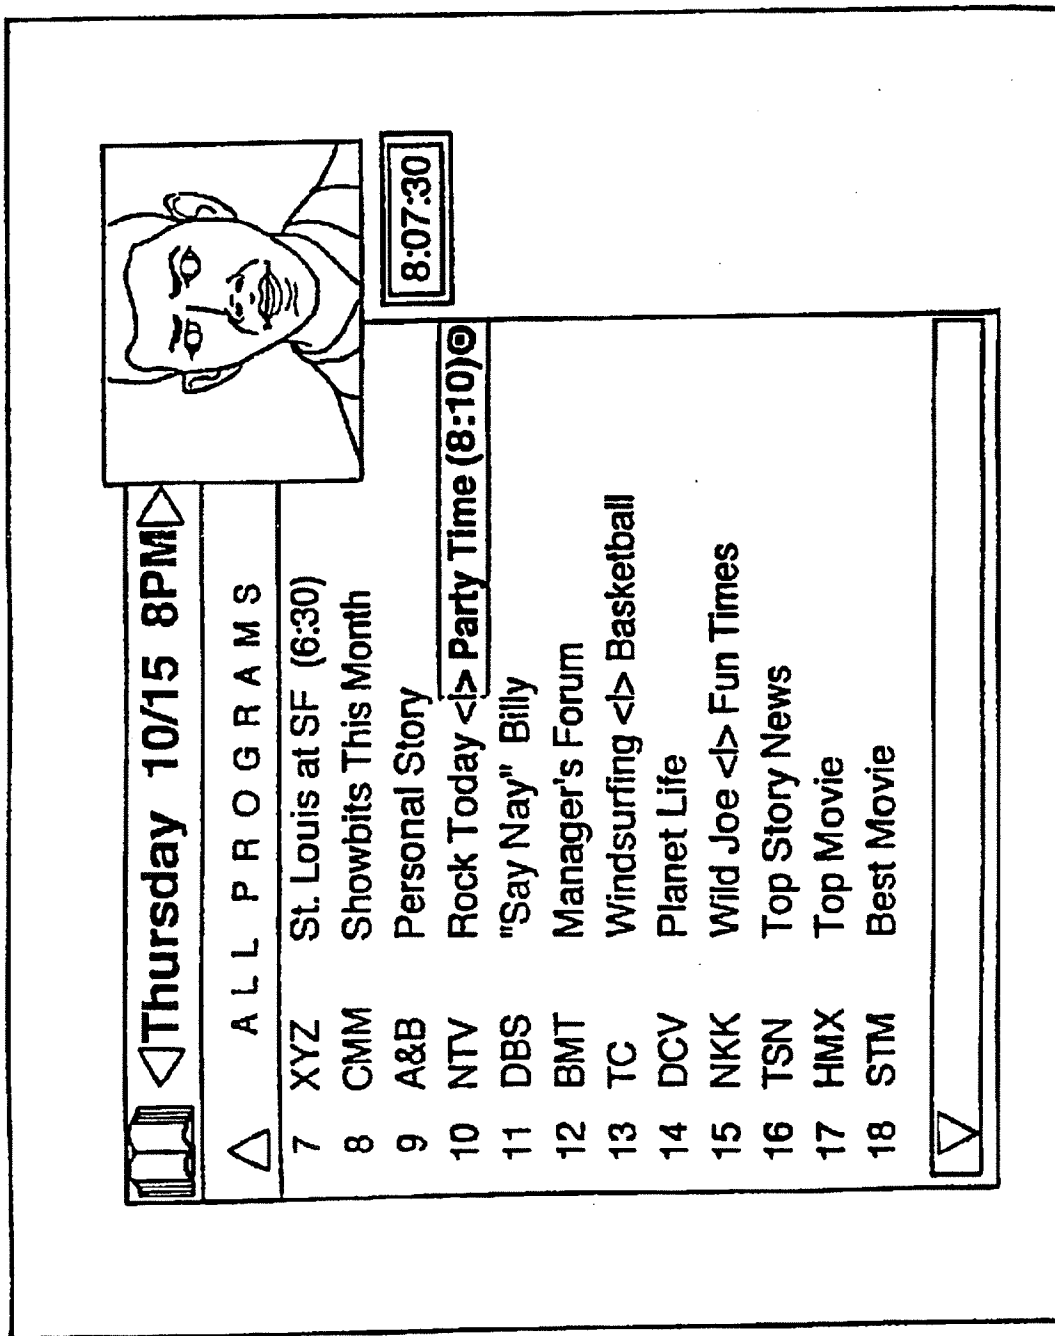 Thursday 10/15 8PM
ALL PROGRAMS
8:07:30
7 XYZ St. Louis at SF (6:30)
8 CMM Showbits This Month
9 A&B Personal Story
10 NTV Rock Today <I> Party Time (8:10)
11 DBS "Say Nay" Billy
12 BMT Manager's Forum
13 TC Windsurfing <I> Basketball
14 DCV Planet Life
15 NKK Wild Joe <I> Fun Times
16 TSN Top Story News
17 HMX Top Movie
18 STM Best Movie